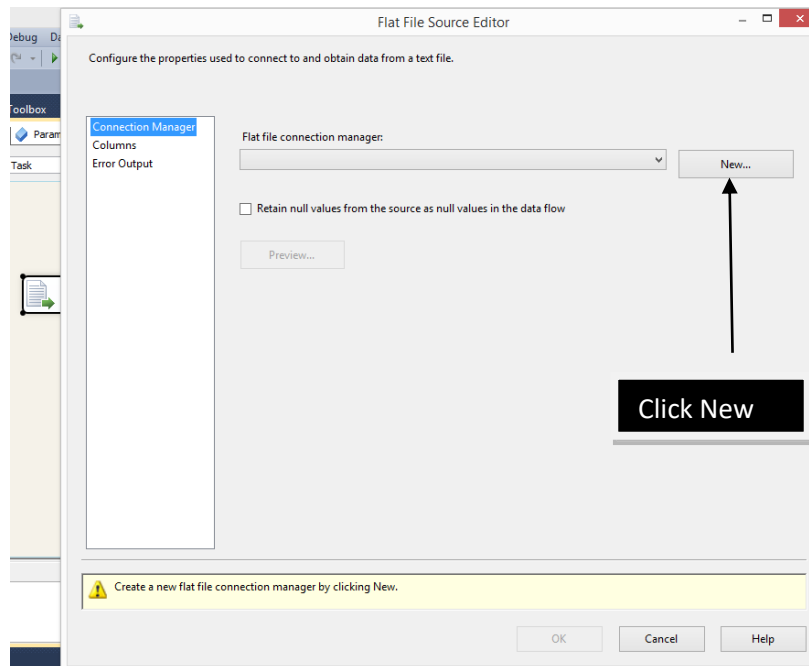 Flat File Source Editor
Debug Da
Configure the properties used to connect to and obtain data from a text file.
Toolbox
Param
Task
Connection Manager
Columns
Error Output
Flat file connection manager:
New...
Retain null values from the source as null values in the data flow
Preview...
Click New
Create a new flat file connection manager by clicking New.
OK
Cancel
Help